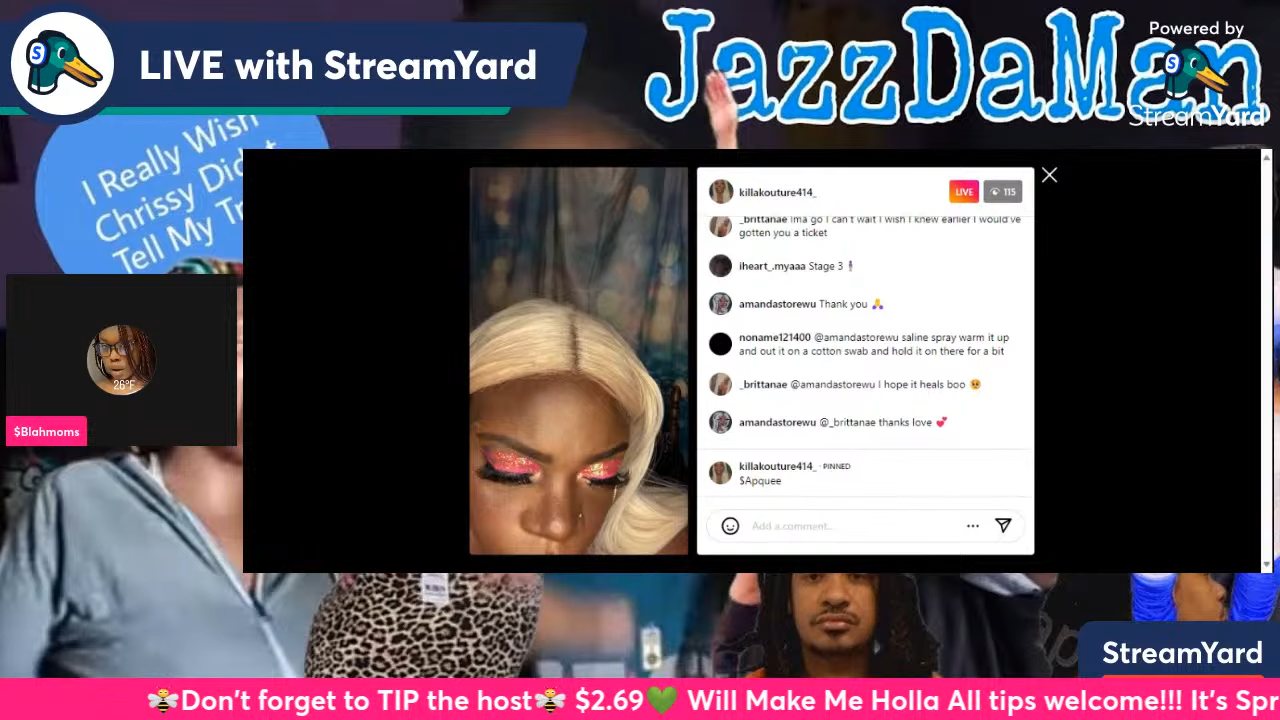 LIVE with StreamYard
S
JazzDaMan
Powered by
S
StreamYard
I Really Wish
Chrissy
Tell My
killakouture414_
LIVE
115
_brittanae Ima go I can't wait I wish I knew earlier I would've
gotten you a ticket
iheart_.myaaa Stage 3 🧍‍♀️
amandastorewu Thank you 🙏
noname121400 @amandastorewu saline spray warm it up
and out it on a cotton swab and hold it on there for a bit
_brittanae @amandastorewu I hope it heals boo 🥺
amandastorewu @_brittanae thanks love 💕
killakouture414_ · PINNED
$Apquee
Add a comment...
26°F
$Blahmoms
StreamYard
🐝Don't forget to TIP the host🐝 $2.69💚 Will Make Me Holla All tips welcome!!! It's Spr